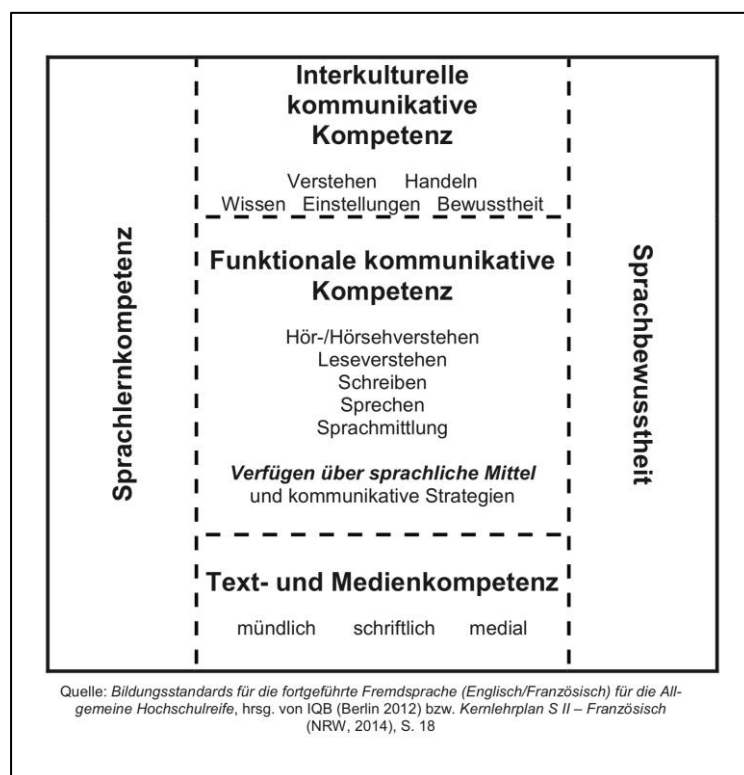 Interkulturelle
kommunikative
Kompetenz
Verstehen Handeln
Wissen Einstellungen Bewusstheit
Sprachlernkompetenz
Funktionale kommunikative
Kompetenz
Hör-/Hörsehverstehen
Leseverstehen
Schreiben
Sprechen
Sprachmittlung
Verfügen über sprachliche Mittel
und kommunikative Strategien
Sprachbewusstheit
Text- und Medienkompetenz
mündlich schriftlich medial
Quelle: Bildungsstandards für die fortgeführte Fremdsprache (Englisch/Französisch) für die All-
gemeine Hochschulreife, hrsg. von IQB (Berlin 2012) bzw. Kernlehrplan S II – Französisch
(NRW, 2014), S. 18